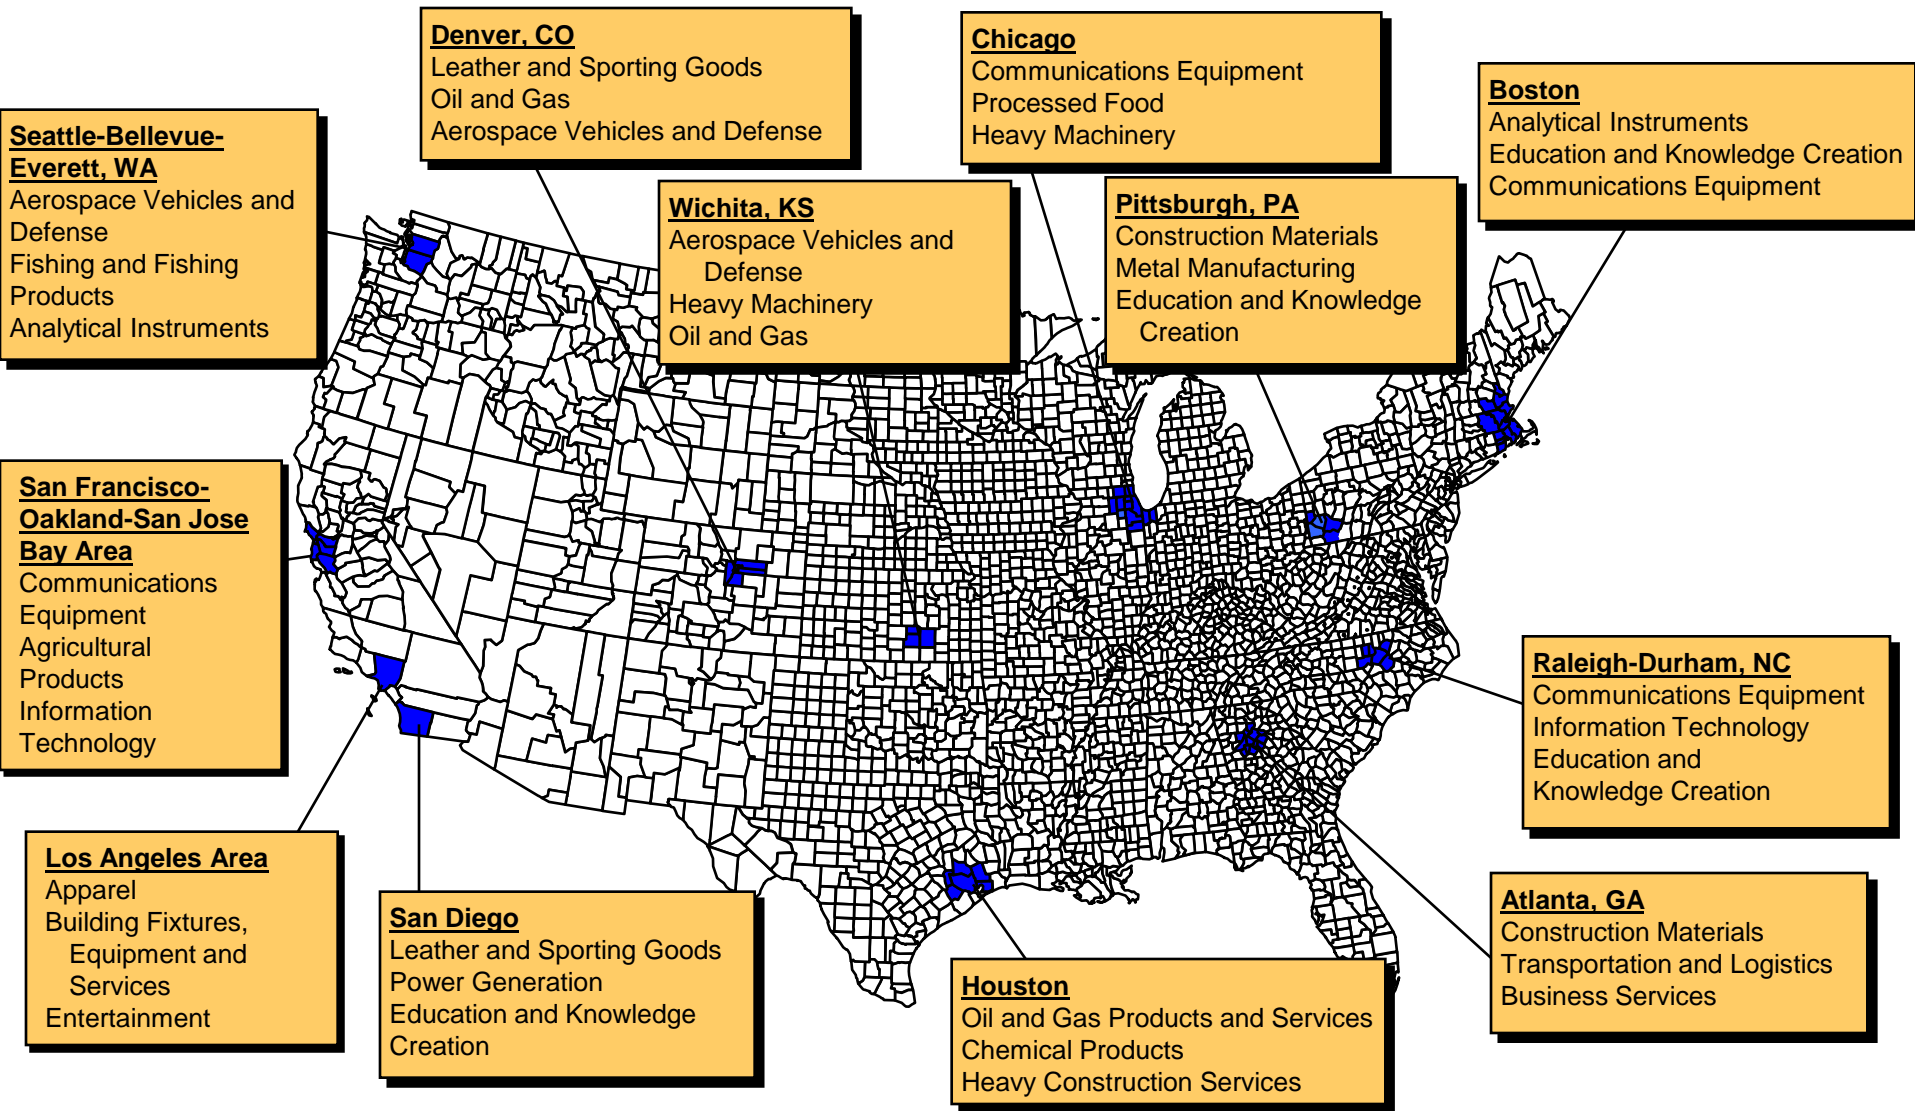 Denver, CO
Leather and Sporting Goods
Oil and Gas
Aerospace Vehicles and Defense
Chicago
Communications Equipment
Processed Food
Heavy Machinery
Boston
Analytical Instruments
Education and Knowledge Creation
Communications Equipment
Seattle-Bellevue-
Everett, WA
Aerospace Vehicles and
Defense
Fishing and Fishing
Products
Analytical Instruments
Wichita, KS
Aerospace Vehicles and
Defense
Heavy Machinery
Oil and Gas
Pittsburgh, PA
Construction Materials
Metal Manufacturing
Education and Knowledge
Creation
San Francisco-
Oakland-San Jose
Bay Area
Communications
Equipment
Agricultural
Products
Information
Technology
Raleigh-Durham, NC
Communications Equipment
Information Technology
Education and
Knowledge Creation
Los Angeles Area
Apparel
Building Fixtures,
Equipment and
Services
Entertainment
San Diego
Leather and Sporting Goods
Power Generation
Education and Knowledge
Creation
Houston
Oil and Gas Products and Services
Chemical Products
Heavy Construction Services
Atlanta, GA
Construction Materials
Transportation and Logistics
Business Services